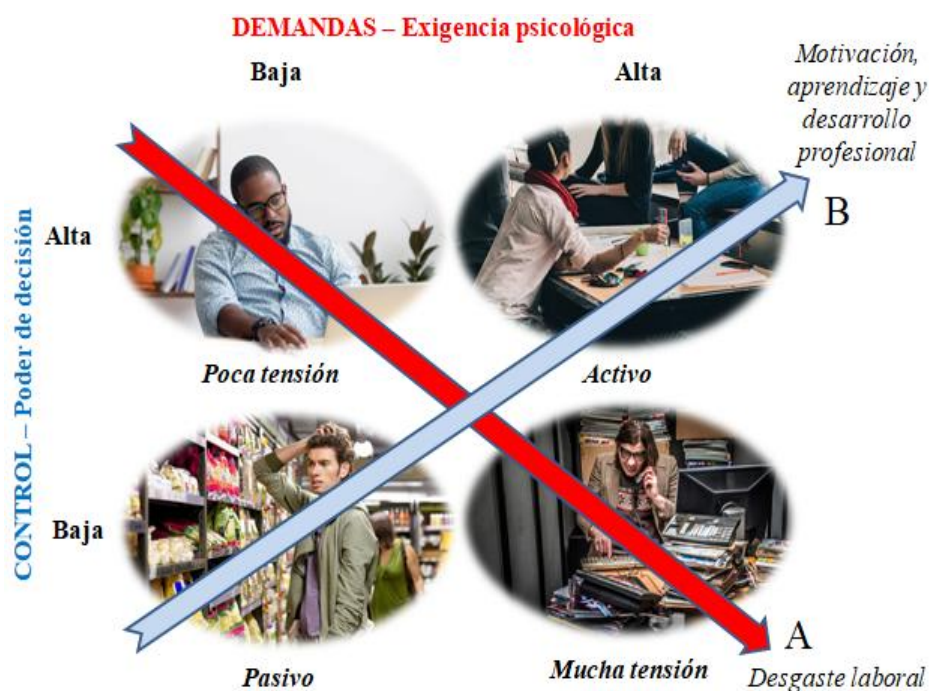 DEMANDAS – Exigencia psicológica
Baja
Alta
Motivación,
aprendizaje y
desarrollo
profesional
B
CONTROL – Poder de decisión
Alta
Poca tensión
Activo
Baja
Pasivo
Mucha tensión
A
Desgaste laboral